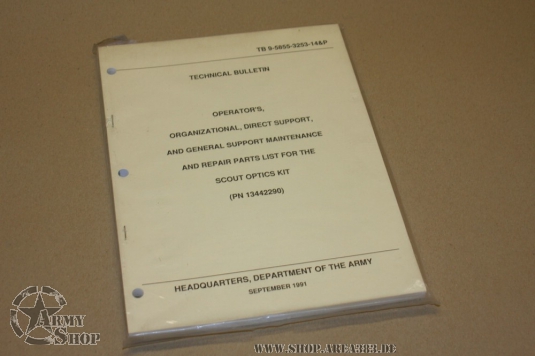 TB 9-5855-3253-14&P
TECHNICAL BULLETIN
OPERATOR'S,
ORGANIZATIONAL, DIRECT SUPPORT,
AND GENERAL SUPPORT MAINTENANCE
AND REPAIR PARTS LIST FOR THE
SCOUT OPTICS KIT
(PN 13442290)
HEADQUARTERS, DEPARTMENT OF THE ARMY
SEPTEMBER 1991
ARMY
SHOP